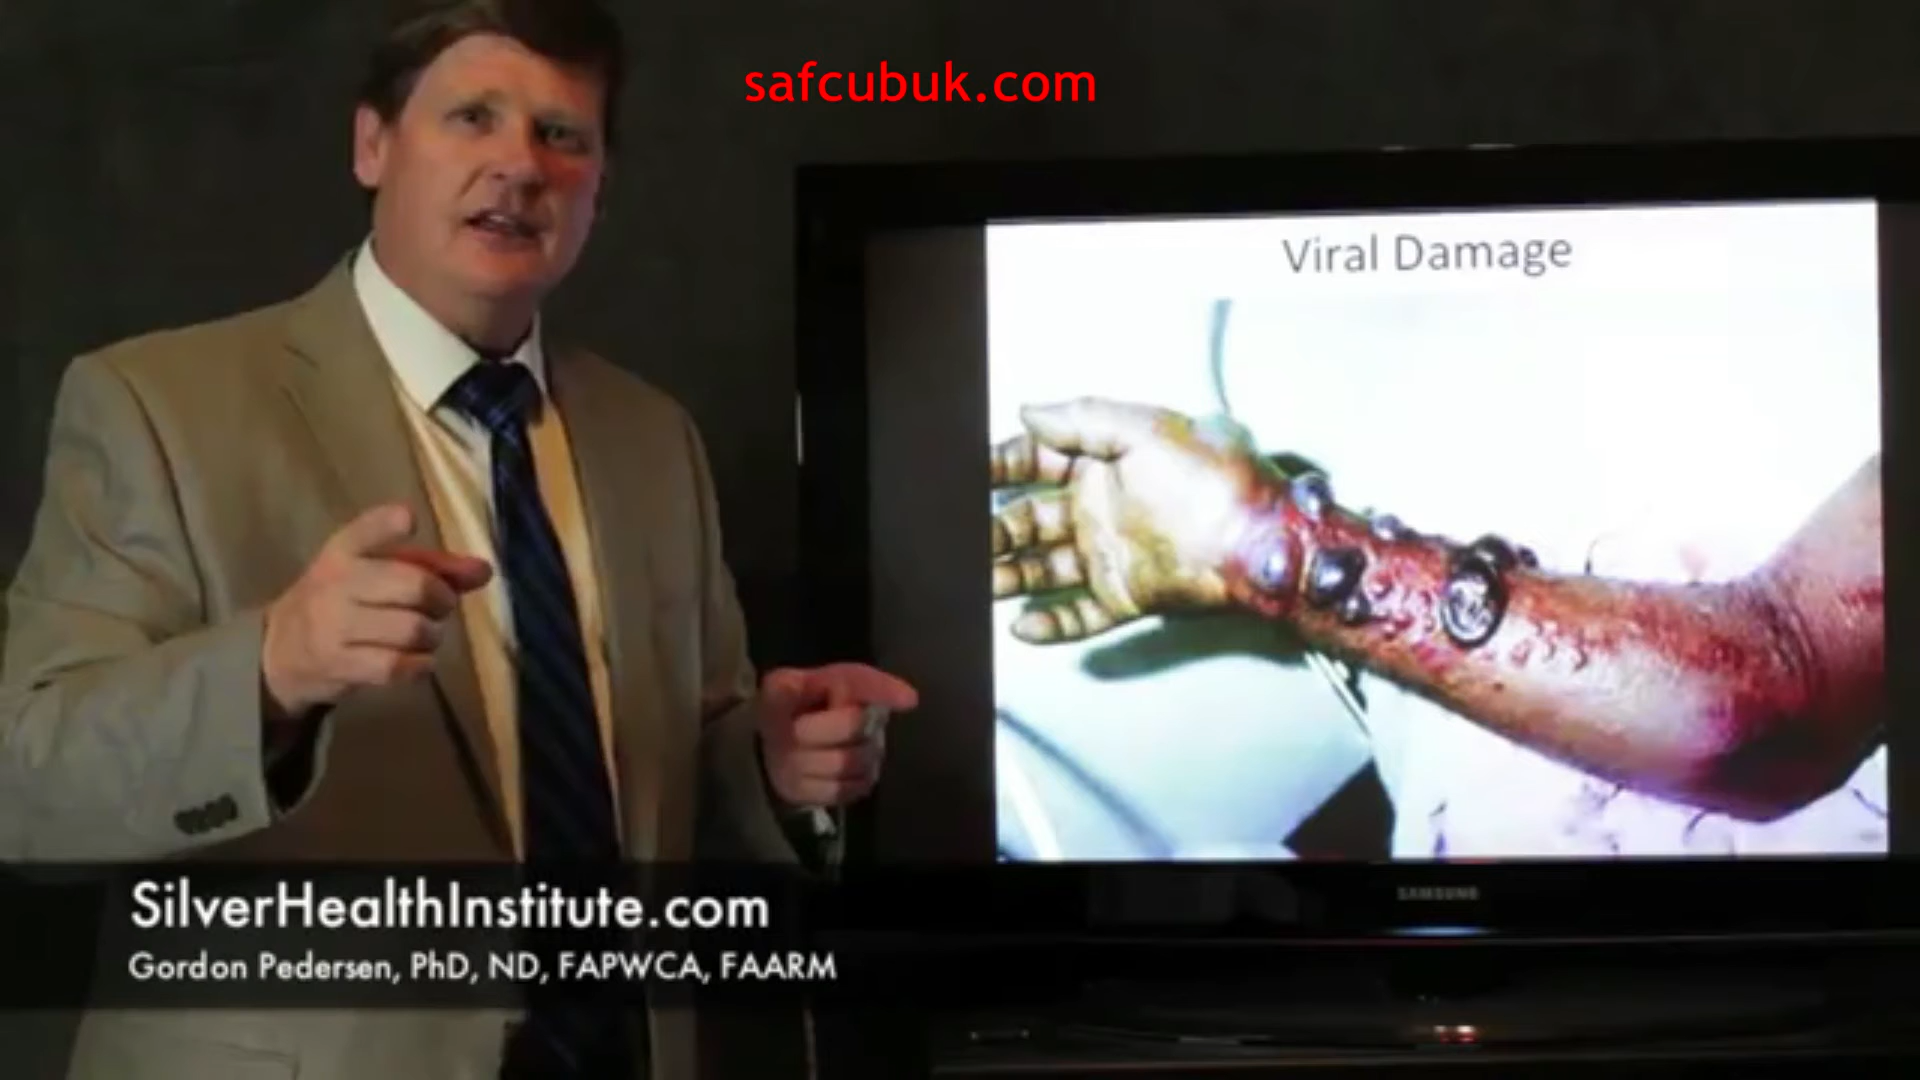 safcubuk.com
Viral Damage
SAMSUNG
SilverHealthInstitute.com
Gordon Pedersen, PhD, ND, FAPWCA, FAARM